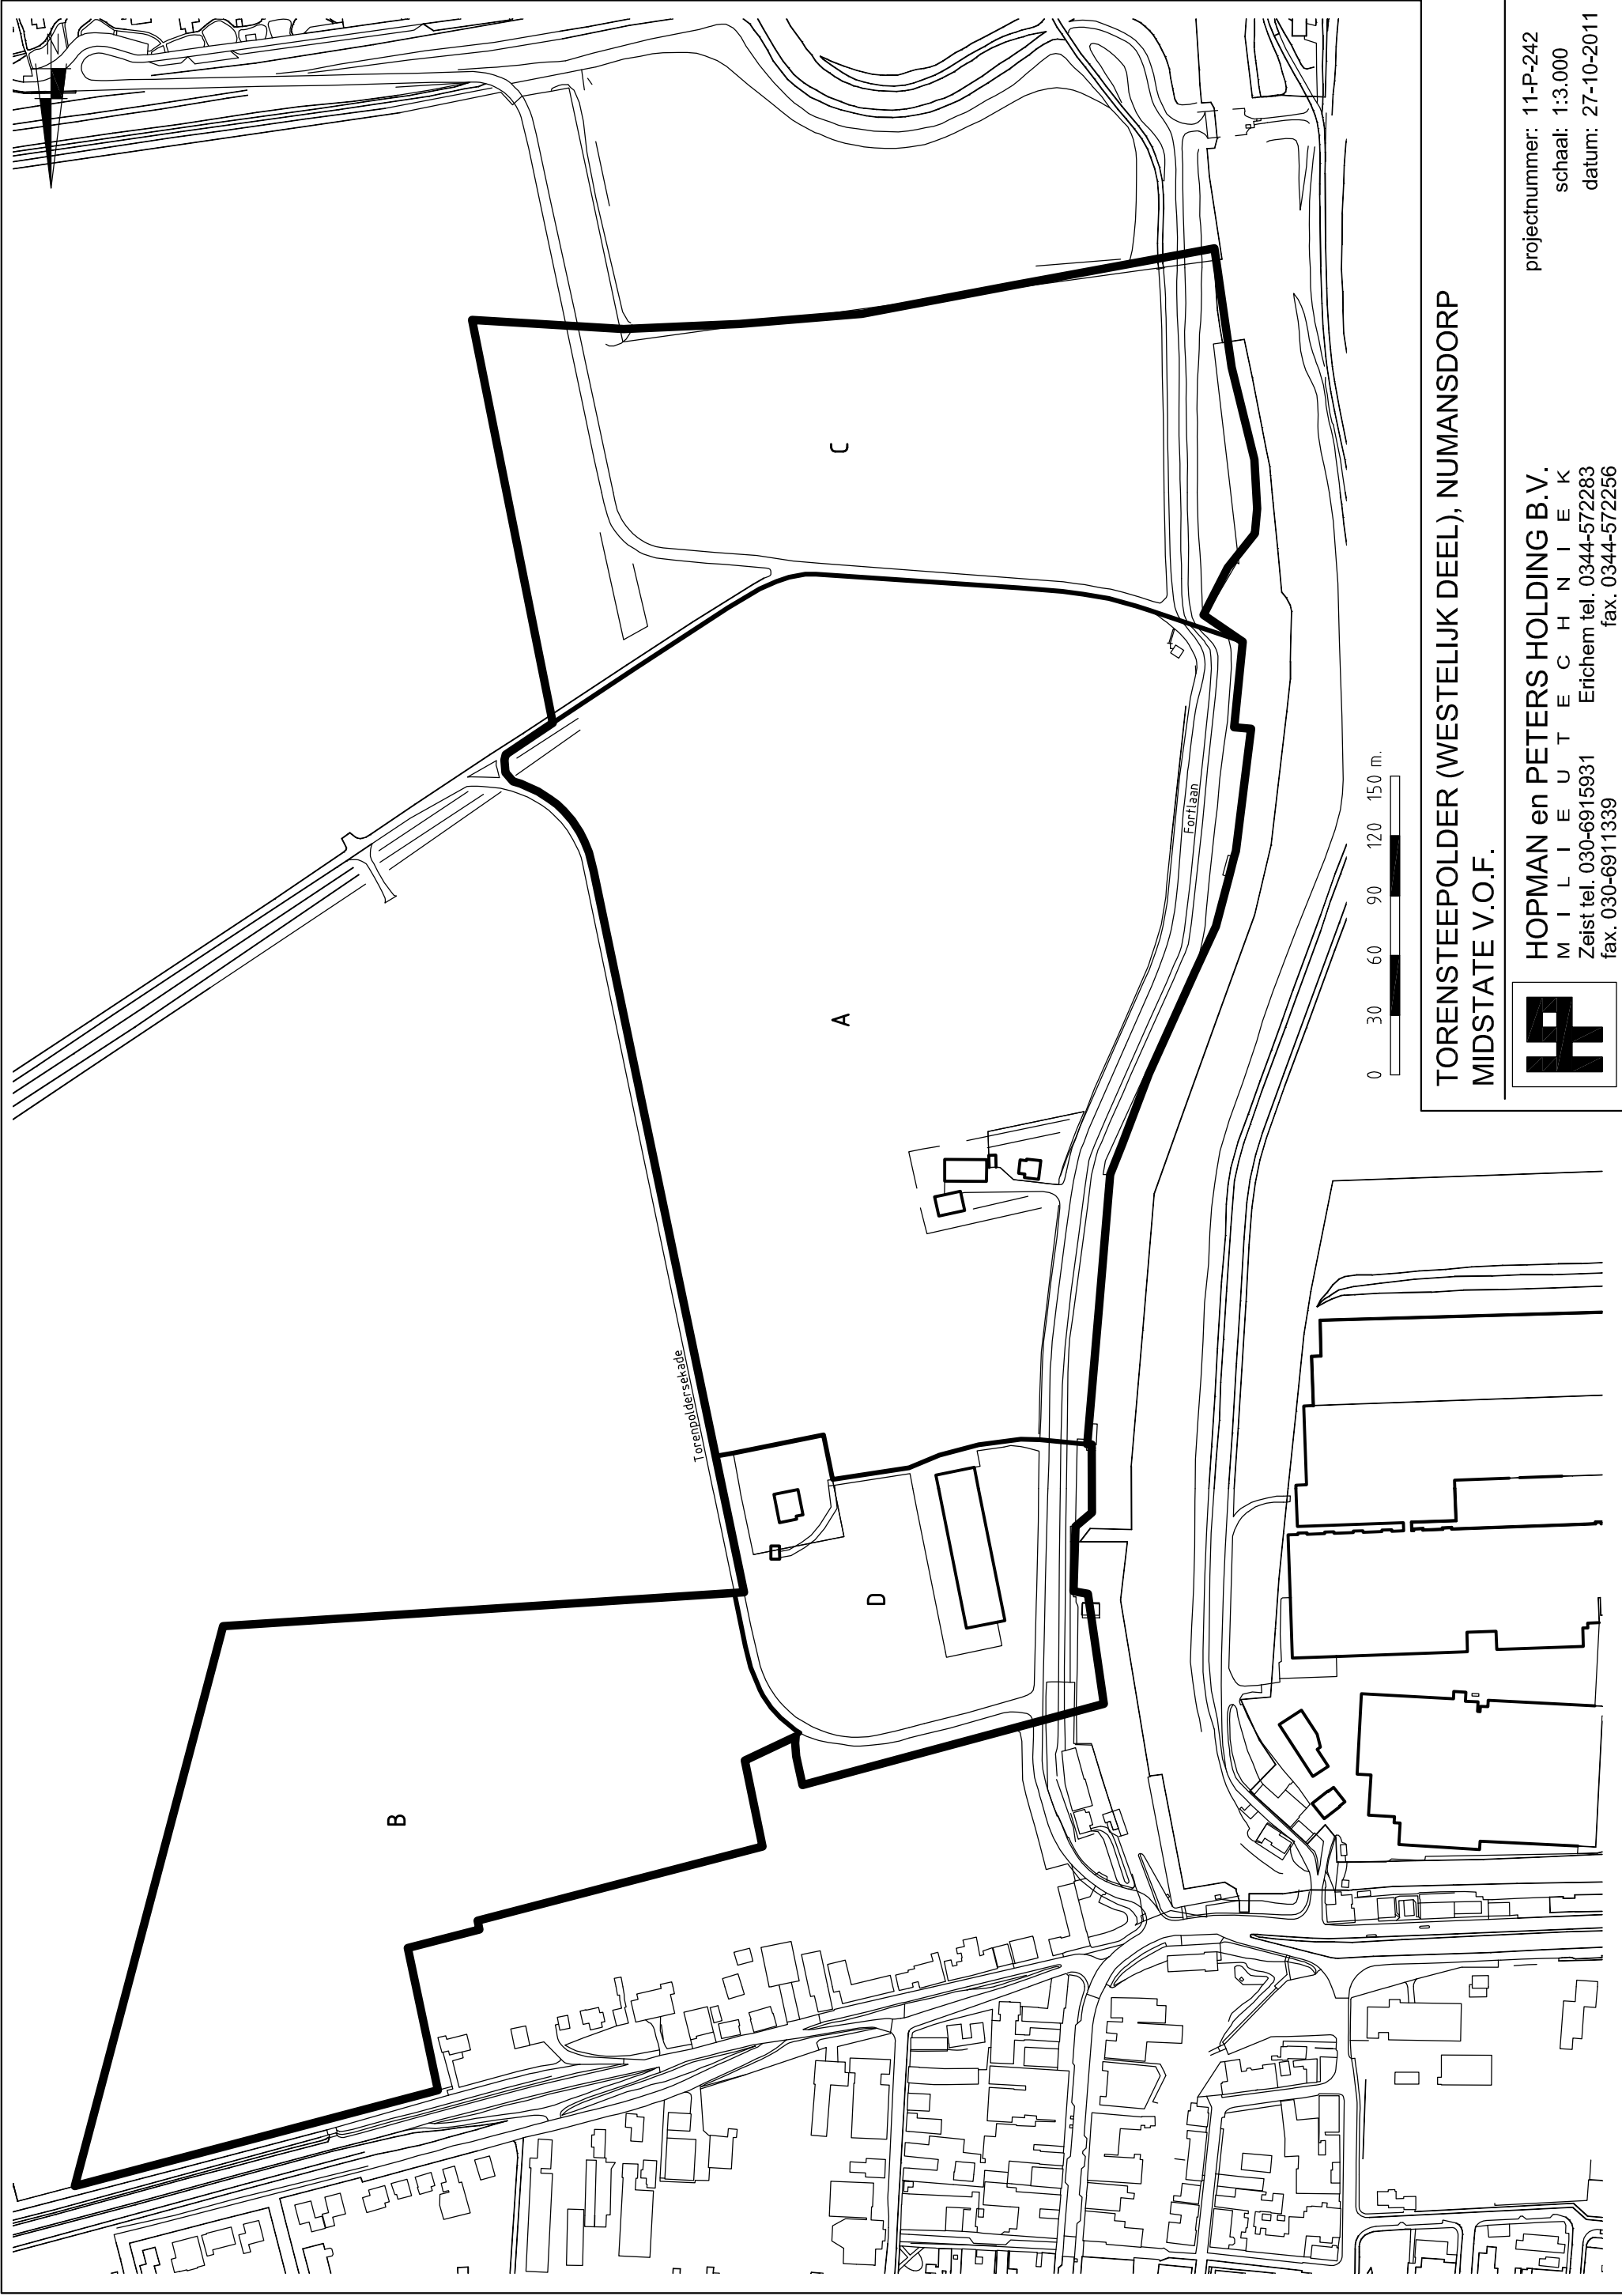 C
A
B
D
Fortlaan
Torenpoldersekade
0 30 60 90 120 150 m.
TORENSTEEPOLDER (WESTELIJK DEEL), NUMANSDORP
MIDSTATE V.O.F.
HP
HOPMAN en PETERS HOLDING B.V.
MILIEUTECHNIEK
Zeist tel. 030-6915931 Erichem tel. 0344-572283
fax. 030-6911339 fax. 0344-572256
projectnummer: 11-P-242
schaal: 1:3.000
datum: 27-10-2011